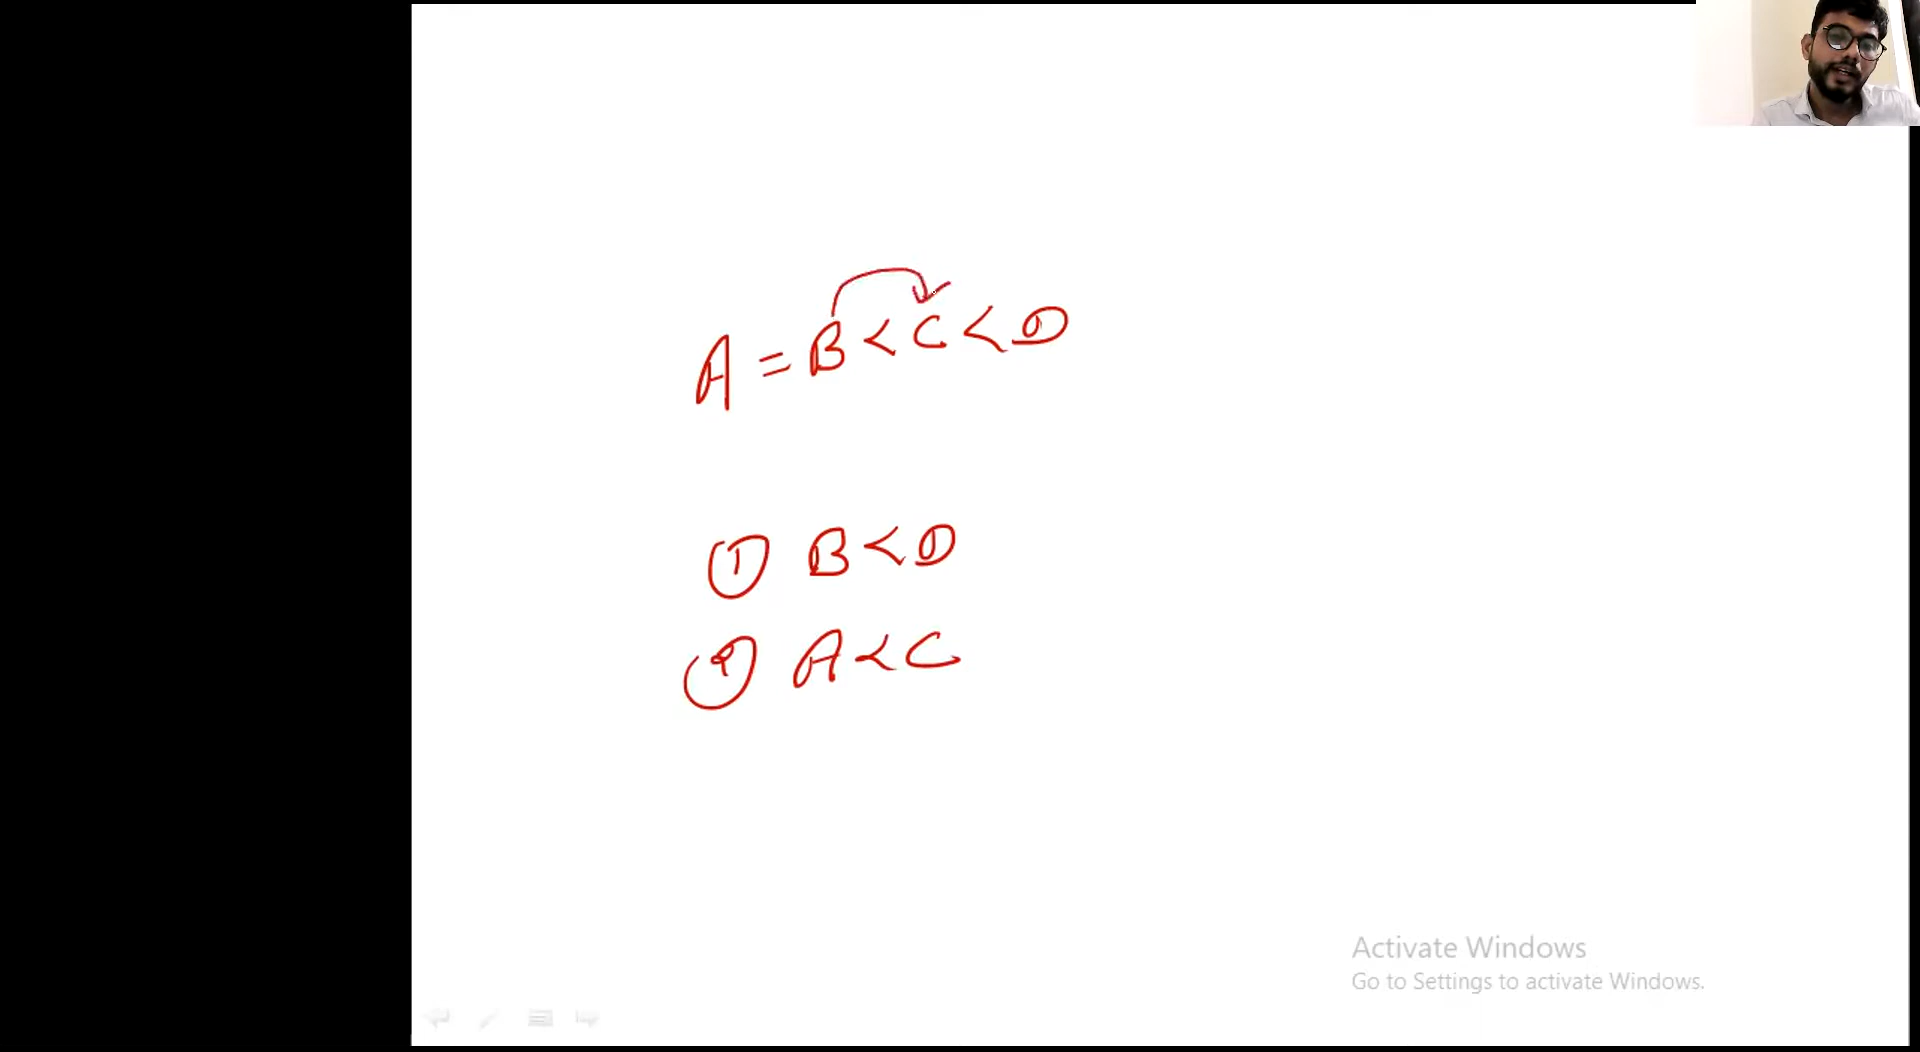 A = B < C < D
① B < D
② A < C
Activate Windows
Go to Settings to activate Windows.